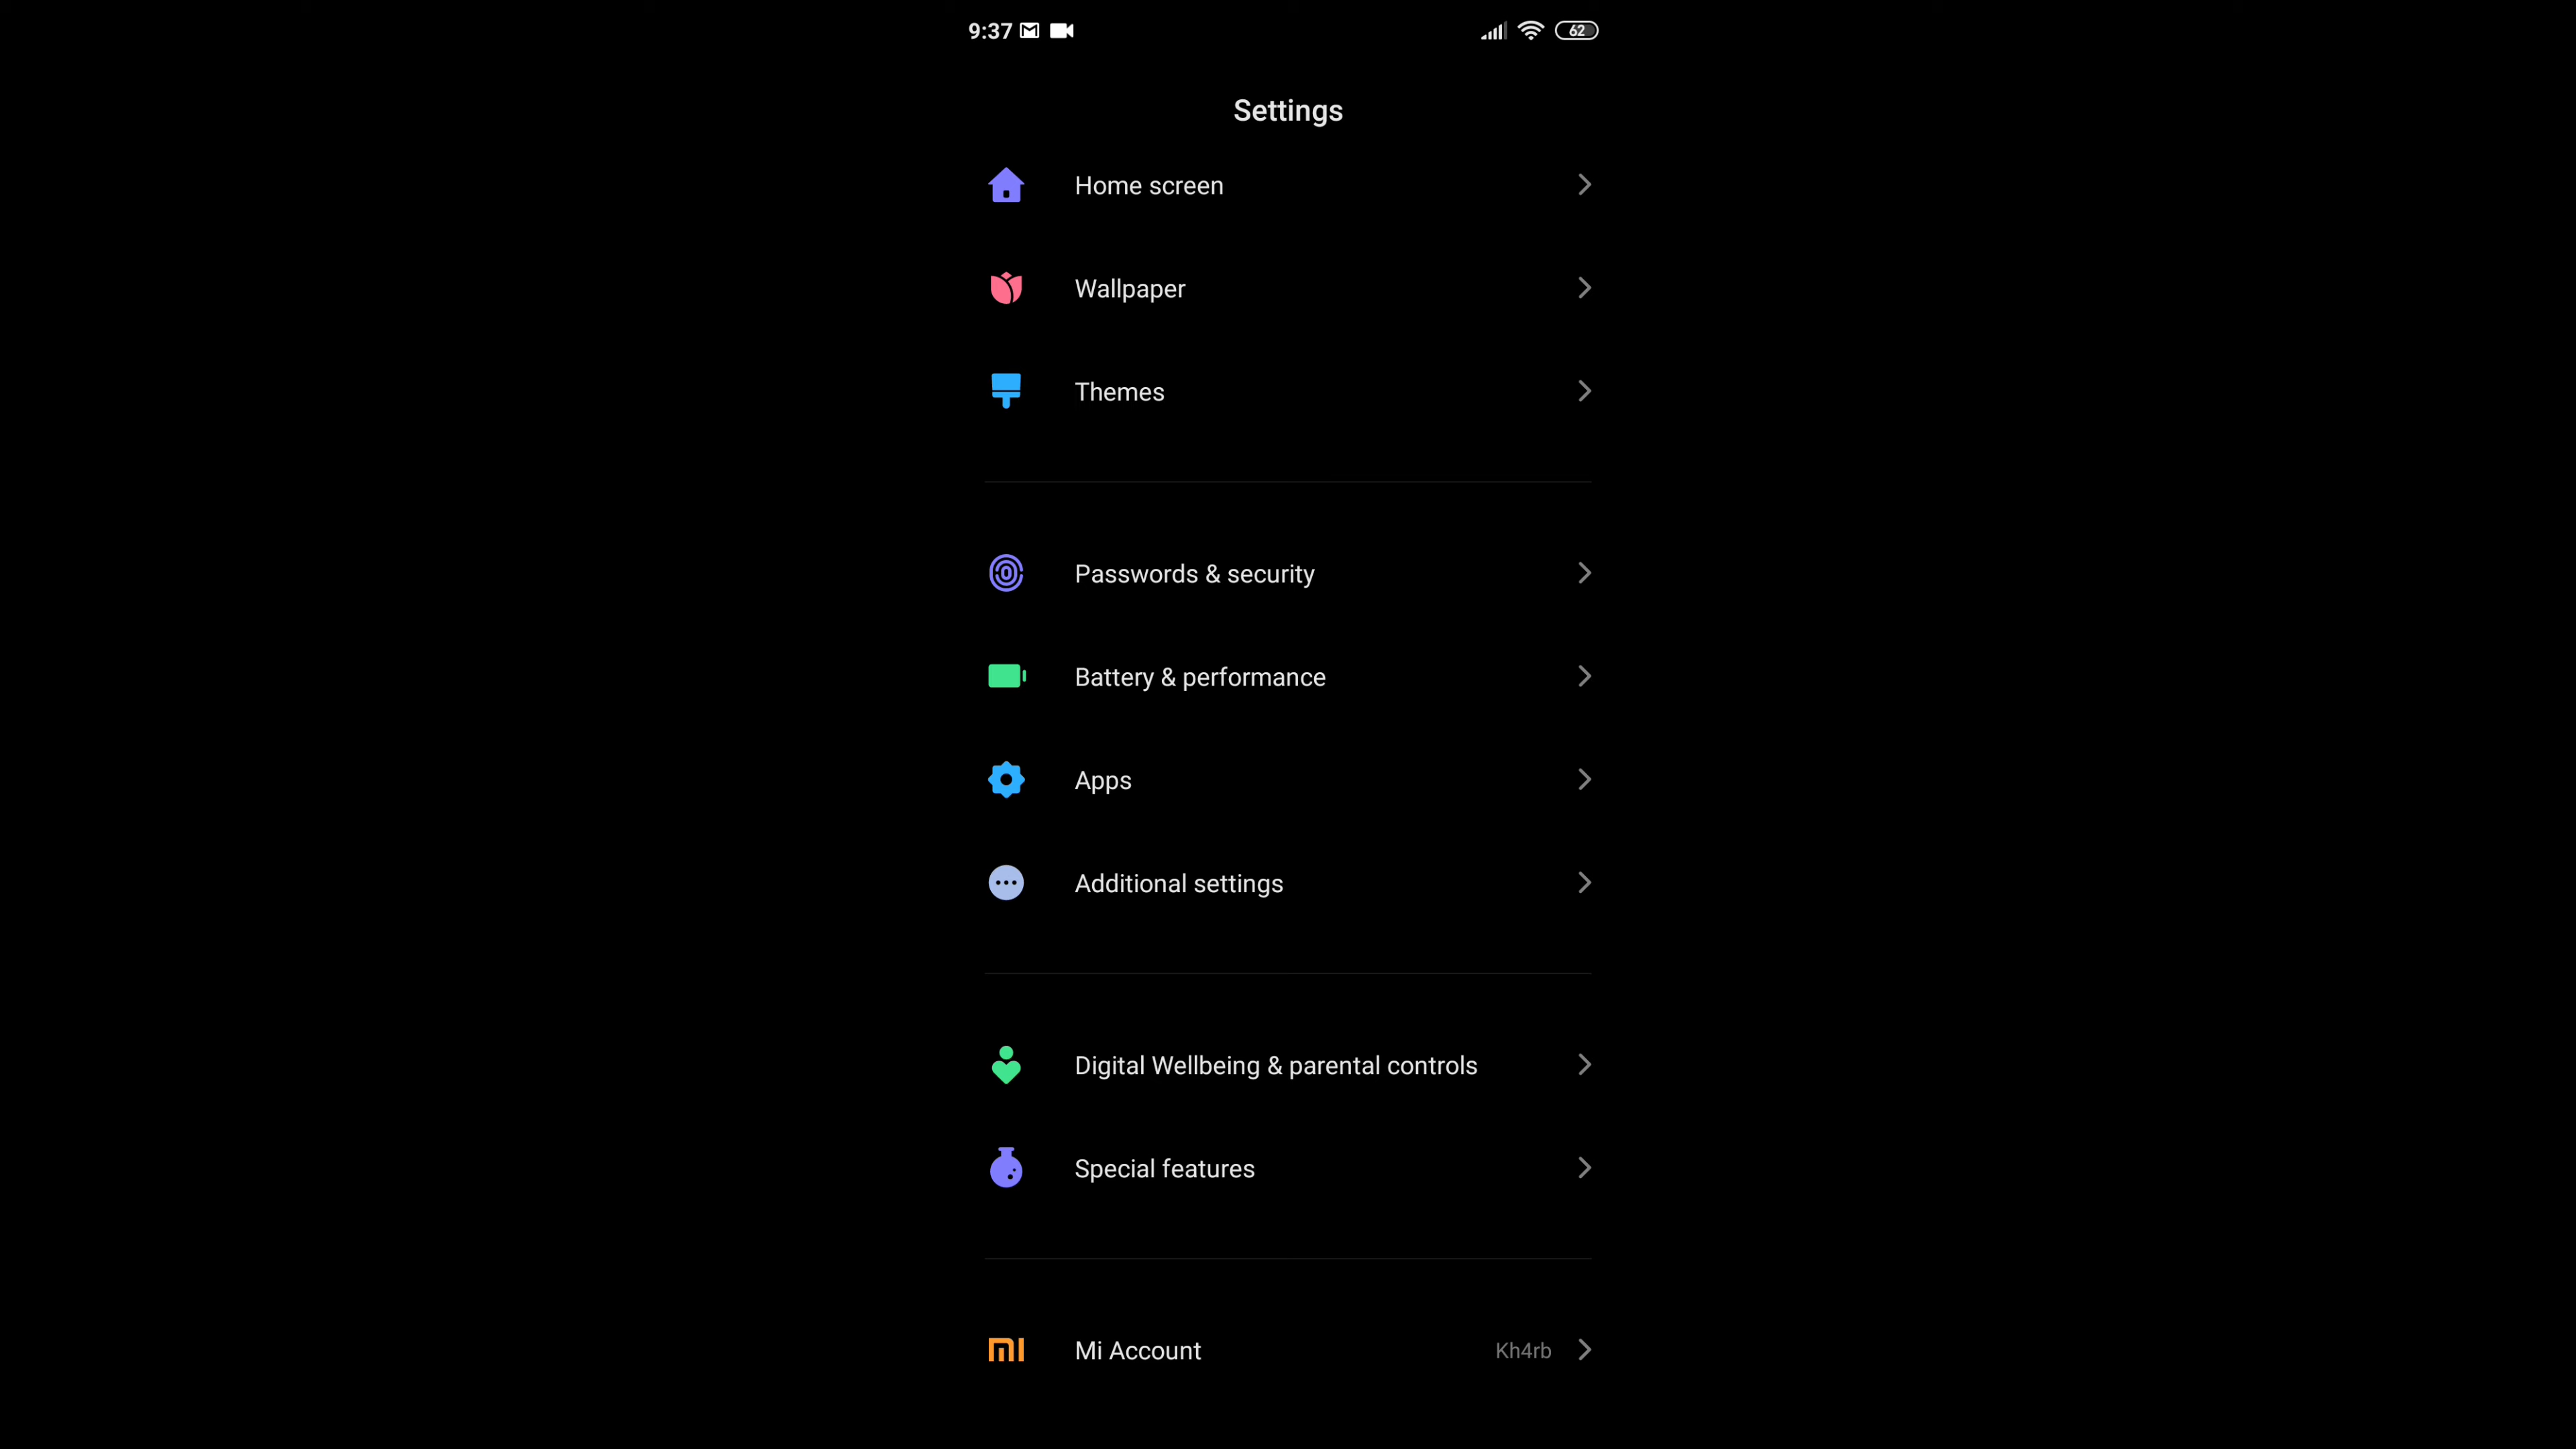 9:37 62
Settings
Home screen
Wallpaper
Themes
Passwords & security
Battery & performance
Apps
Additional settings
Digital Wellbeing & parental controls
Special features
Mi Account Kh4rb